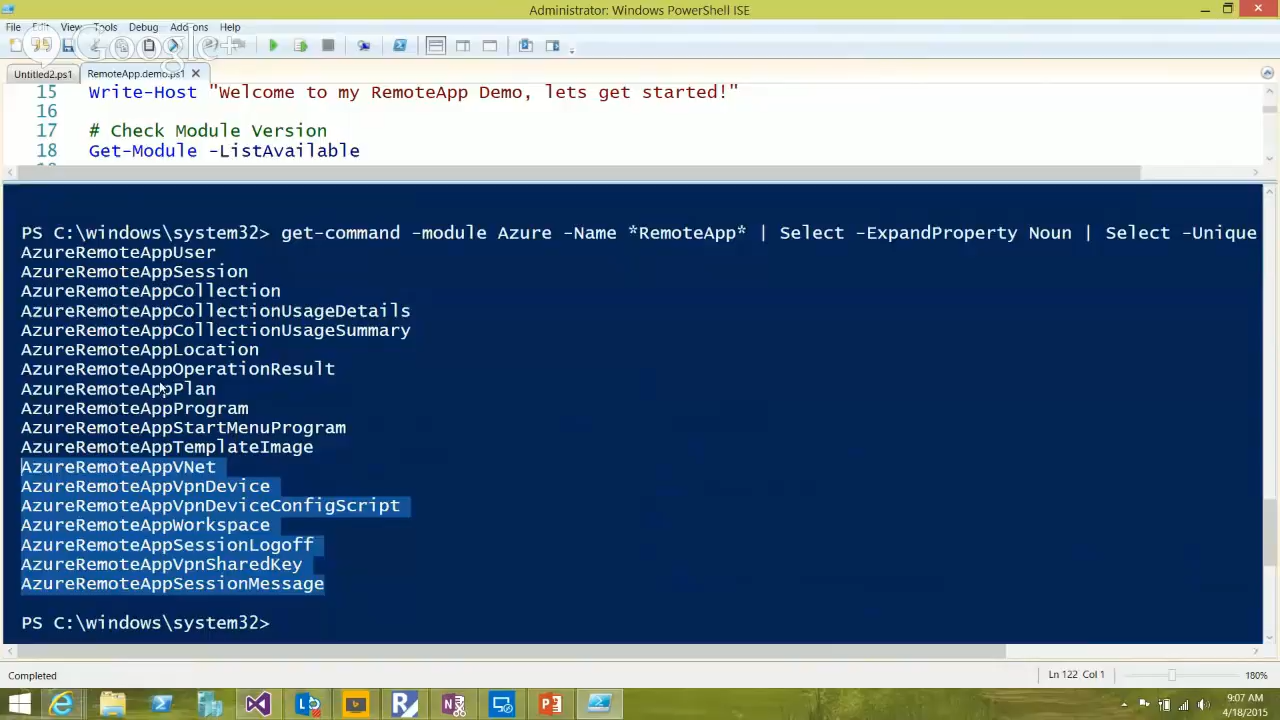 Administrator: Windows PowerShell ISE
File Edit View Tools Debug Add-ons Help
Google+
Untitled2.ps1 RemoteApp.demo.ps1
15 Write-Host "Welcome to my RemoteApp Demo, lets get started!"
16
17 # Check Module Version
18 Get-Module -ListAvailable
PS C:\windows\system32> get-command -module Azure -Name *RemoteApp* | Select -ExpandProperty Noun | Select -Unique
AzureRemoteAppUser
AzureRemoteAppSession
AzureRemoteAppCollection
AzureRemoteAppCollectionUsageDetails
AzureRemoteAppCollectionUsageSummary
AzureRemoteAppLocation
AzureRemoteAppOperationResult
AzureRemoteAppPlan
AzureRemoteAppProgram
AzureRemoteAppStartMenuProgram
AzureRemoteAppTemplateImage
AzureRemoteAppVNet
AzureRemoteAppVpnDevice
AzureRemoteAppVpnDeviceConfigScript
AzureRemoteAppWorkspace
AzureRemoteAppSessionLogoff
AzureRemoteAppVpnSharedKey
AzureRemoteAppSessionMessage
PS C:\windows\system32>
Completed Ln 122 Col 1 180%
9:07 AM
4/18/2015